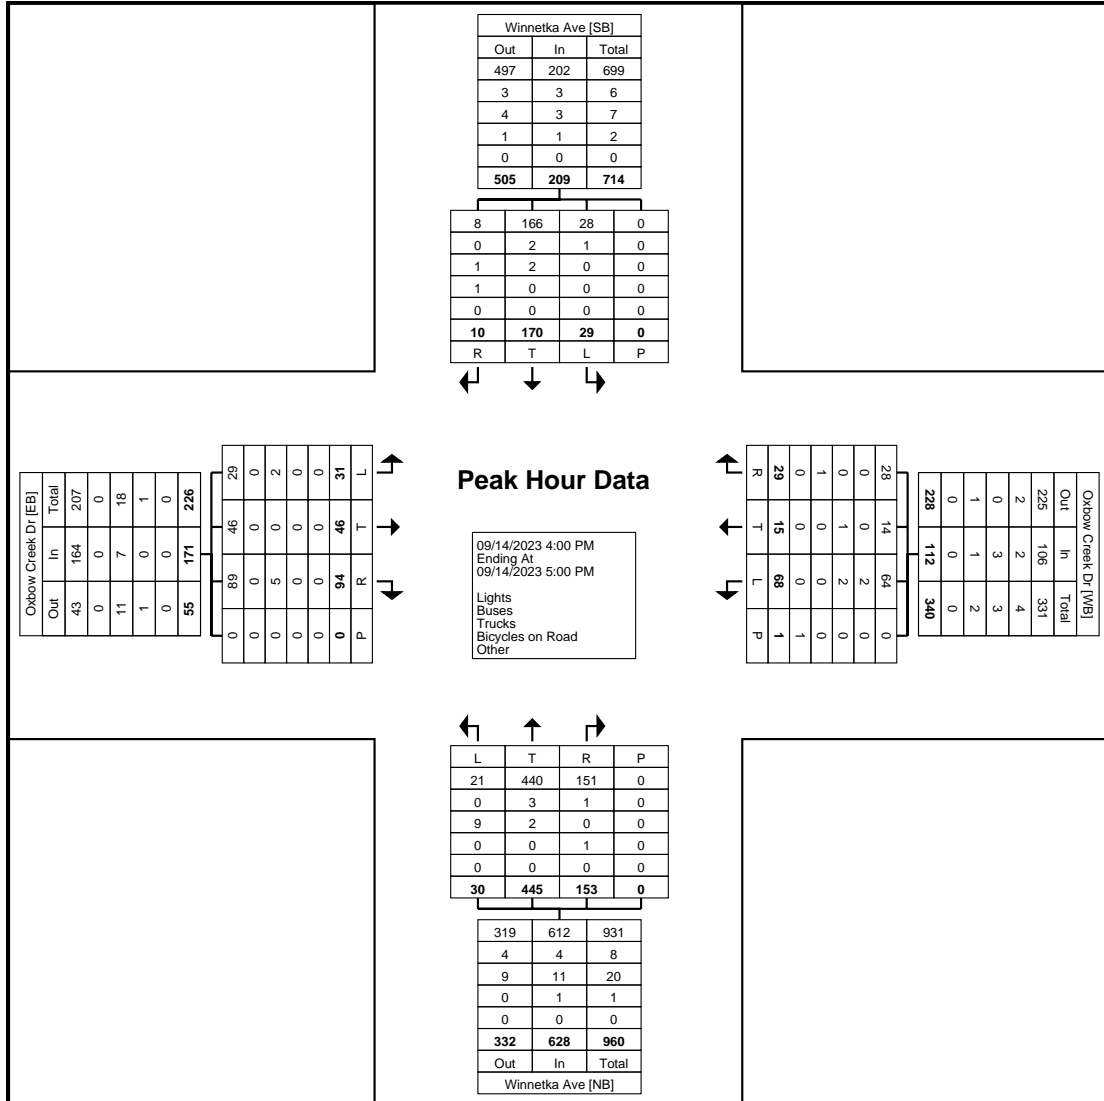 Winnetka Ave [SB]
Out In Total
497 202 699
3 3 6
4 3 7
1 1 2
0 0 0
505 209 714
8 166 28 0
0 2 1 0
1 2 0 0
1 0 0 0
0 0 0 0
10 170 29 0
R T L P
Oxbow Creek Dr [EB]
Total 207 0 18 1 0 226
In 164 0 7 0 0 171
Out 43 0 11 1 0 55
29 0 2 0 0 31 L
46 0 0 0 0 46 T
89 0 5 0 0 94 R
0 0 0 0 0 0 P
Peak Hour Data
09/14/2023 4:00 PM
Ending At
09/14/2023 5:00 PM
Lights
Buses
Trucks
Bicycles on Road
Other
R 29 0 1 0 0 28
T 15 0 0 1 0 14
L 68 0 0 2 2 64
P 1 1 0 0 0 0
Oxbow Creek Dr [WB]
Out 225 2 0 1 0 228
In 106 2 3 1 0 112
Total 331 4 3 2 0 340
L T R P
21 440 151 0
0 3 1 0
9 2 0 0
0 0 1 0
0 0 0 0
30 445 153 0
319 612 931
4 4 8
9 11 20
0 1 1
0 0 0
332 628 960
Out In Total
Winnetka Ave [NB]